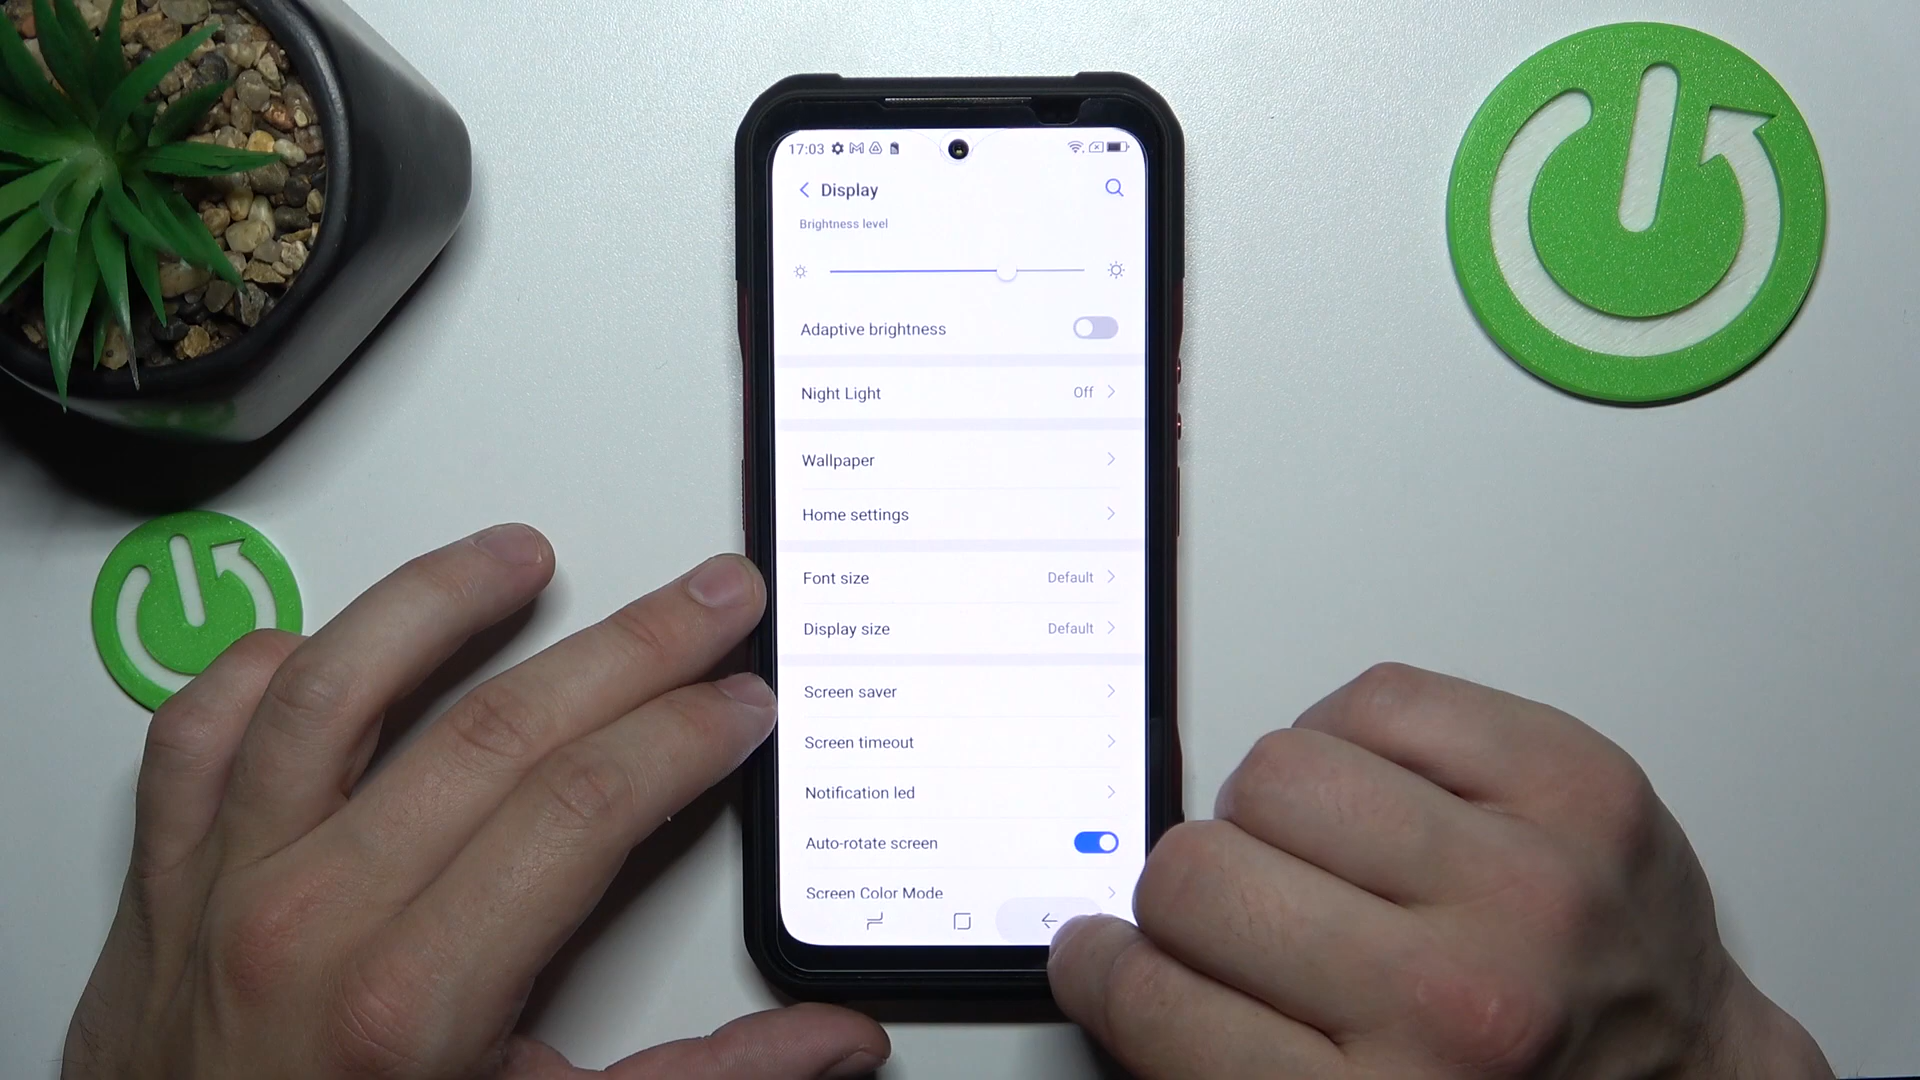 17:03
Display
Brightness level
Adaptive brightness
Night Light Off
Wallpaper
Home settings
Font size Default
Display size Default
Screen saver
Screen timeout
Notification led
Auto-rotate screen
Screen Color Mode